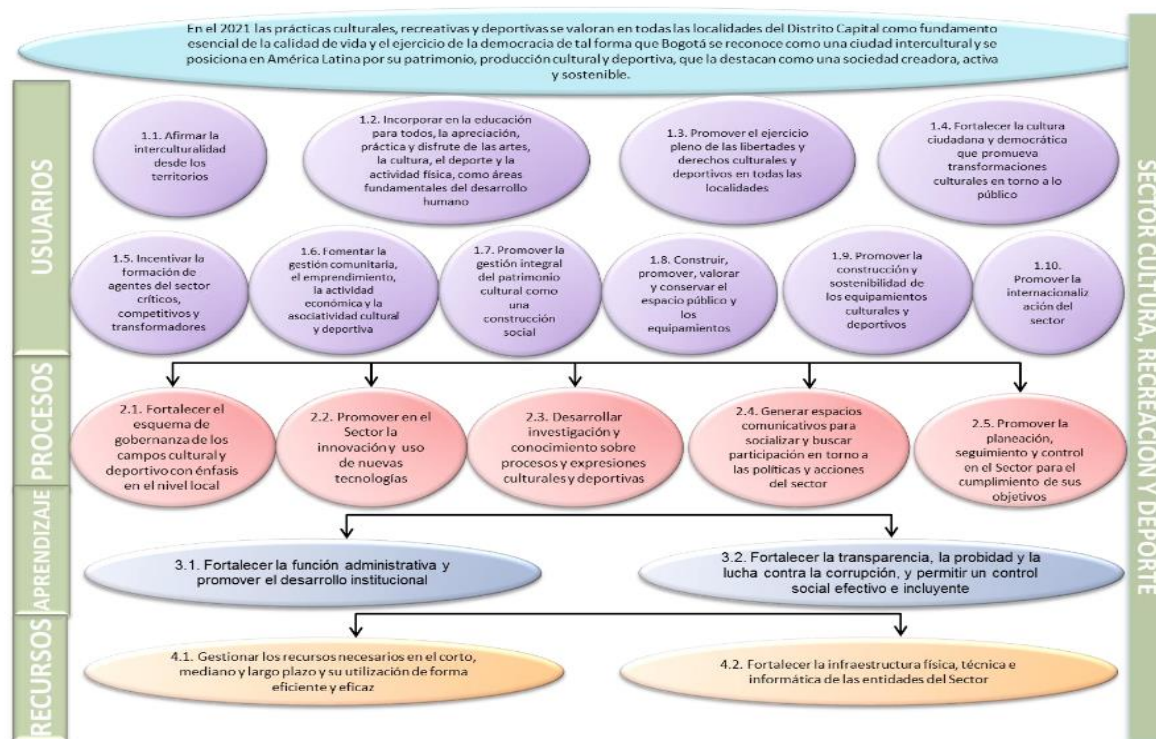 En el 2021 las prácticas culturales, recreativas y deportivas se valoran en todas las localidades del Distrito Capital como fundamento
esencial de la calidad de vida y el ejercicio de la democracia de tal forma que Bogotá se reconoce como una ciudad intercultural y se
posiciona en América Latina por su patrimonio, producción cultural y deportiva, que la destacan como una sociedad creadora, activa
y sostenible.
SECTOR CULTURA, RECREACIÓN Y DEPORTE
USUARIOS
1.1. Afirmar la
interculturalidad
desde los
territorios
1.2. Incorporar en la educación
para todos, la apreciación,
práctica y disfrute de las artes,
la cultura, el deporte y la
actividad física, como áreas
fundamentales del desarrollo
humano
1.3. Promover el ejercicio
pleno de las libertades y
derechos culturales y
deportivos en todas las
localidades
1.4. Fortalecer la cultura
ciudadana y democrática
que promueva
transformaciones
culturales en torno a lo
público
1.5. Incentivar la
formación de
agentes del sector
críticos,
competitivos y
transformadores
1.6. Fomentar la
gestión comunitaria,
el emprendimiento,
la actividad
económica y la
asociatividad cultural
y deportiva
1.7. Promover la
gestión integral
del patrimonio
cultural como
una
construcción
social
1.8. Construir,
promover, valorar
y conservar el
espacio público y
los
equipamientos
1.9. Promover la
construcción y
sostenibilidad de
los equipamientos
culturales y
deportivos
1.10.
Promover la
internacionaliz
ación del
sector
PROCESOS
2.1. Fortalecer el
esquema de
gobernanza de los
campos cultural y
deportivo con énfasis
en el nivel local
2.2. Promover en el
Sector la
innovación y uso
de nuevas
tecnologías
2.3. Desarrollar
investigación y
conocimiento sobre
procesos y expresiones
culturales y deportivas
2.4. Generar espacios
comunicativos para
socializar y buscar
participación en torno a
las políticas y acciones
del sector
2.5. Promover la
planeación,
seguimiento y control
en el Sector para el
cumplimiento de sus
objetivos
APRENDIZAJE
3.1. Fortalecer la función administrativa y
promover el desarrollo institucional
3.2. Fortalecer la transparencia, la probidad y la
lucha contra la corrupción, y permitir un control
social efectivo e incluyente
RECURSOS
4.1. Gestionar los recursos necesarios en el corto,
mediano y largo plazo y su utilización de forma
eficiente y eficaz
4.2. Fortalecer la infraestructura física, técnica e
informática de las entidades del Sector